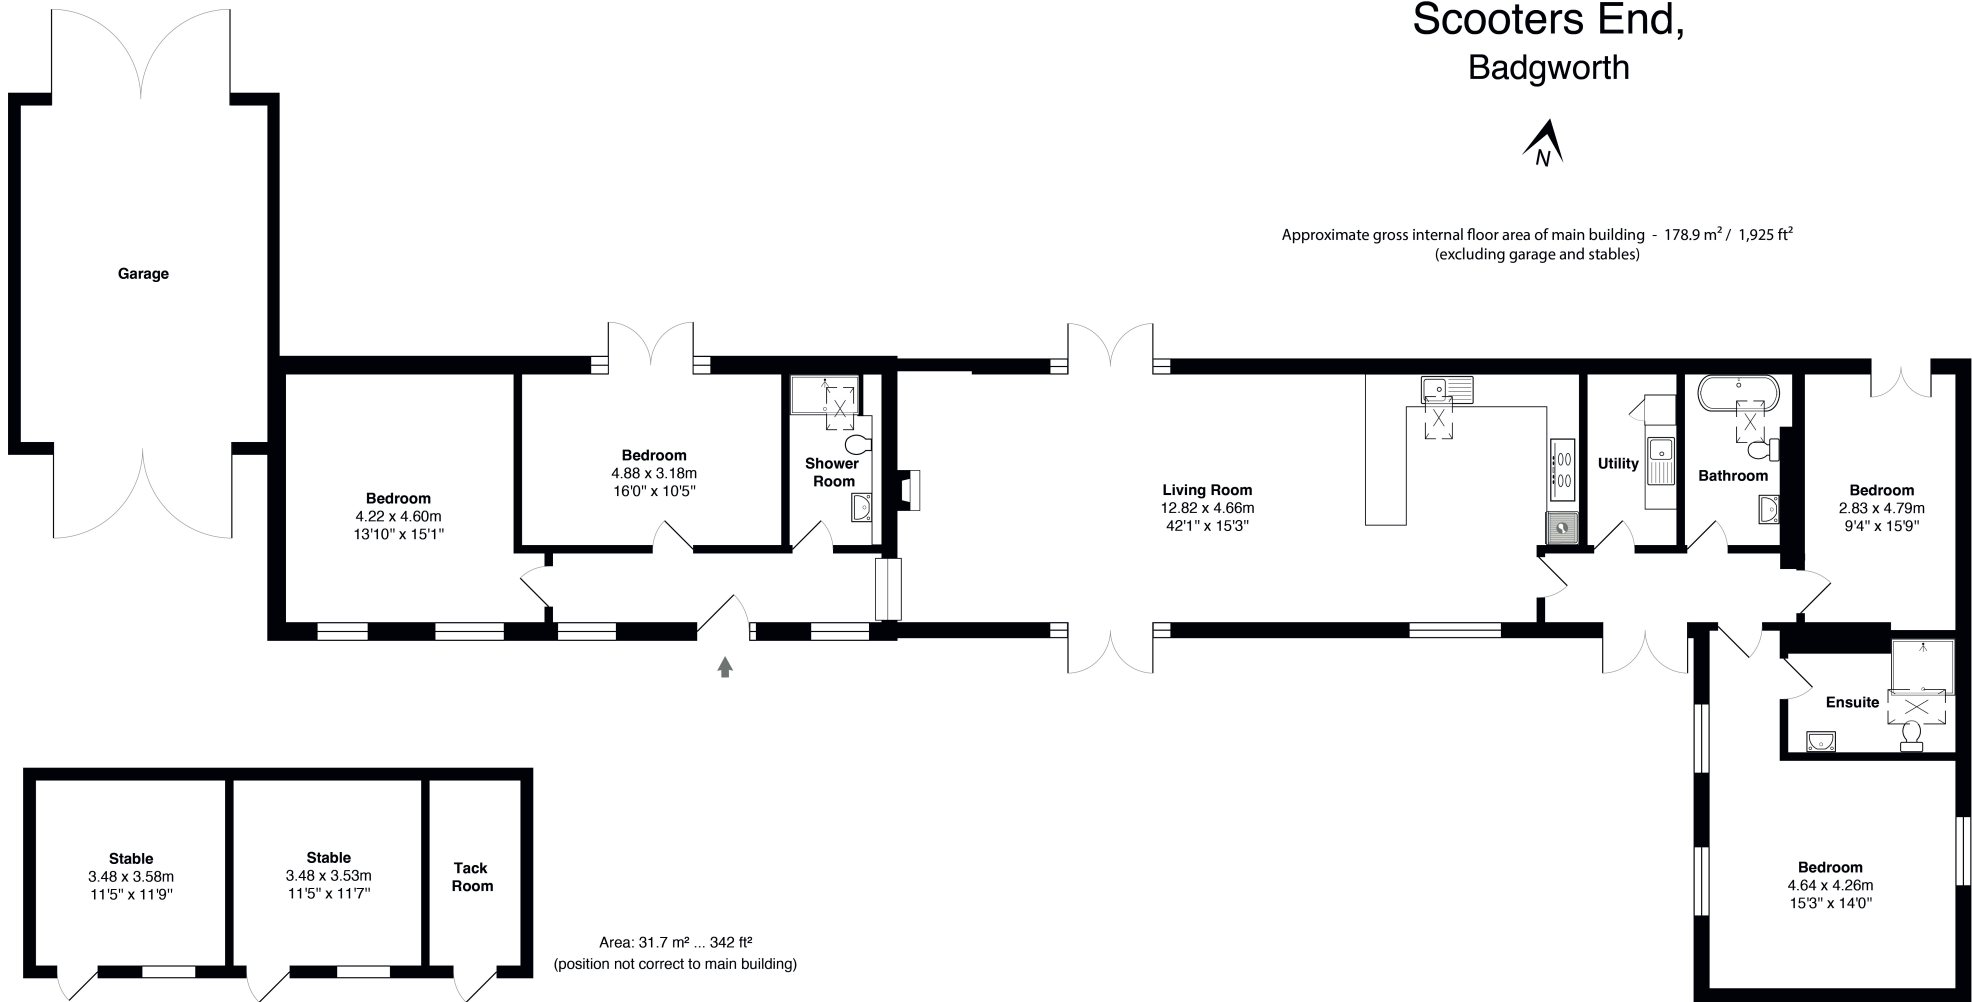 Scooters End,
Badgworth
N
Approximate gross internal floor area of main building - 178.9 m² / 1,925 ft²
(excluding garage and stables)
Garage
Bedroom
4.22 x 4.60m
13'10" x 15'1"
Bedroom
4.88 x 3.18m
16'0" x 10'5"
Shower
Room
Living Room
12.82 x 4.66m
42'1" x 15'3"
Utility
Bathroom
Bedroom
2.83 x 4.79m
9'4" x 15'9"
Ensuite
Bedroom
4.64 x 4.26m
15'3" x 14'0"
Stable
3.48 x 3.58m
11'5" x 11'9"
Stable
3.48 x 3.53m
11'5" x 11'7"
Tack
Room
Area: 31.7 m² ... 342 ft²
(position not correct to main building)